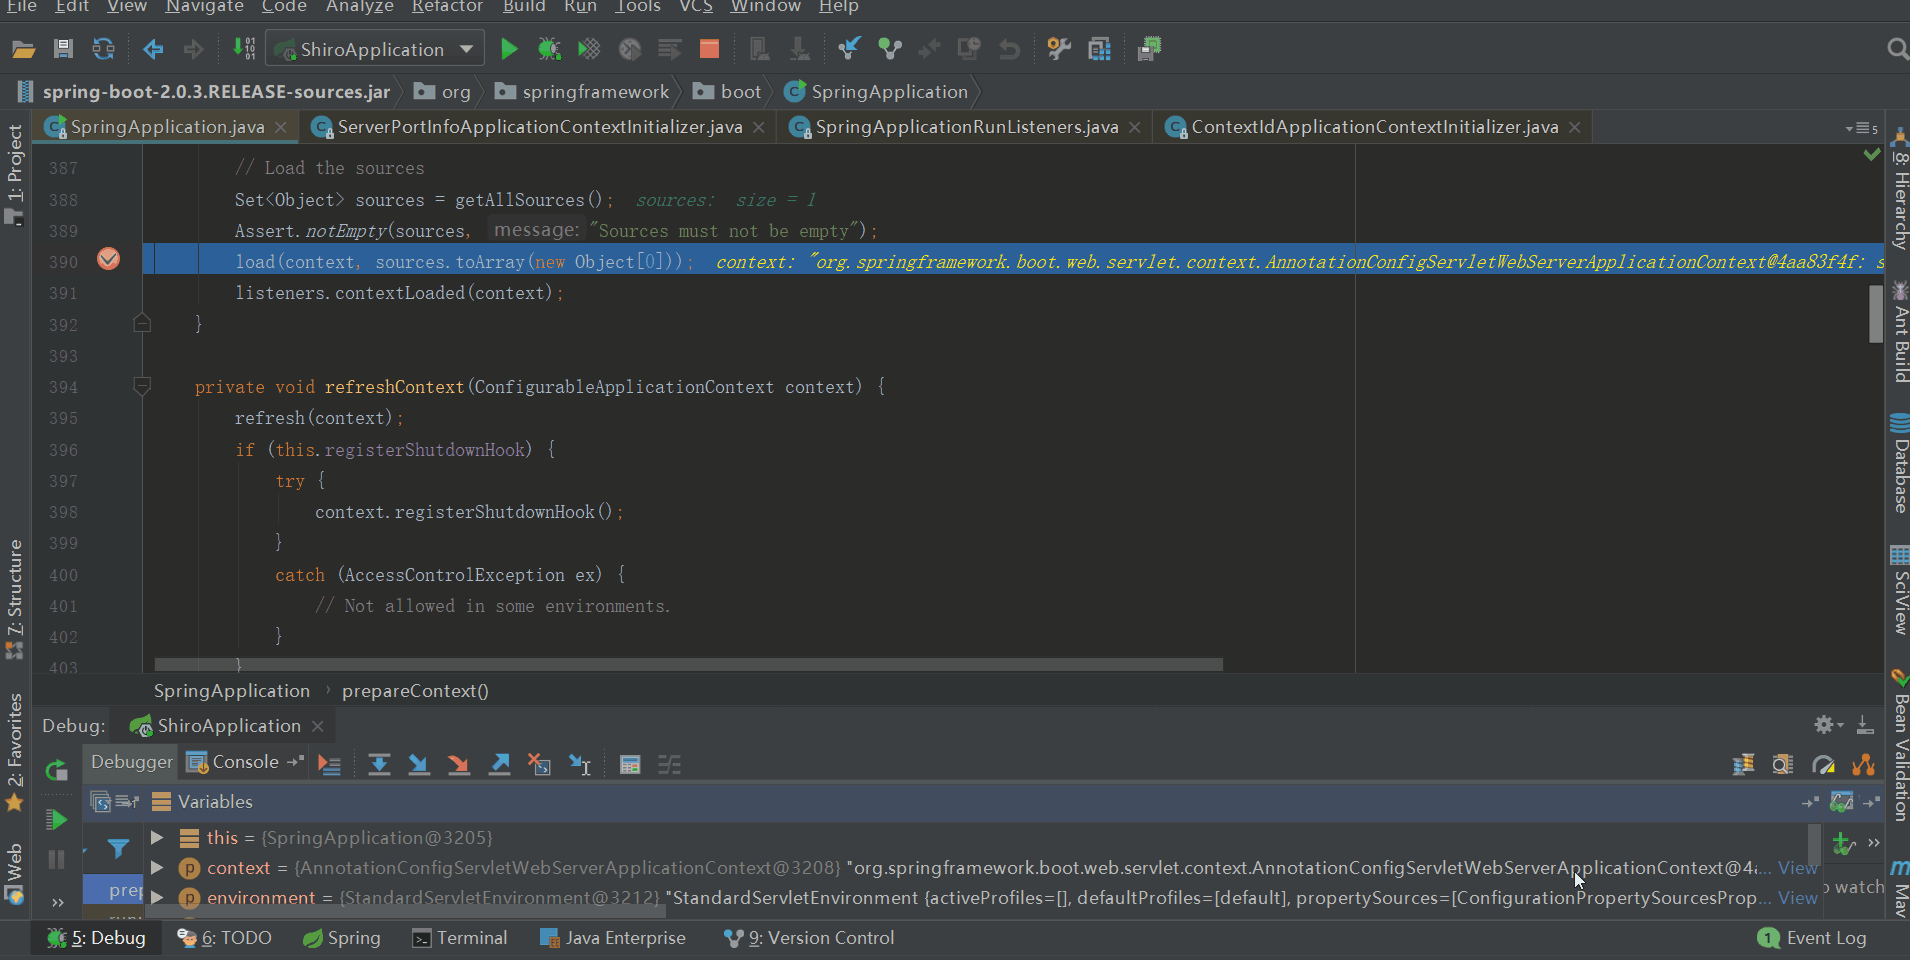 File Edit View Navigate Code Analyze Refactor Build Run Tools VCS Window Help
ShiroApplication
spring-boot-2.0.3.RELEASE-sources.jar org springframework boot SpringApplication
SpringApplication.java ServerPortInfoApplicationContextInitializer.java SpringApplicationRunListeners.java ContextIdApplicationContextInitializer.java 5
387 // Load the sources
388 Set<Object> sources = getAllSources(); sources: size = 1
389 Assert.notEmpty(sources, message: "Sources must not be empty");
390 load(context, sources.toArray(new Object[0])); context: "org.springframework.boot.web.servlet.context.AnnotationConfigServletWebServerApplicationContext@4aa83f4f: s
391 listeners.contextLoaded(context);
392 }
393
394 private void refreshContext(ConfigurableApplicationContext context) {
395 refresh(context);
396 if (this.registerShutdownHook) {
397 try {
398 context.registerShutdownHook();
399 }
400 catch (AccessControlException ex) {
401 // Not allowed in some environments.
402 }
403 }
SpringApplication › prepareContext()
1: Project
7: Structure
2: Favorites
Web
8: Hierarchy
Ant Build
Database
SciView
Bean Validation
Mav
Debug: ShiroApplication
Debugger Console
Variables
this = {SpringApplication@3205}
context = {AnnotationConfigServletWebServerApplicationContext@3208} "org.springframework.boot.web.servlet.context.AnnotationConfigServletWebServerApplicationContext@4a... View
environment = {StandardServletEnvironment@3212} "StandardServletEnvironment {activeProfiles=[], defaultProfiles=[default], propertySources=[ConfigurationPropertySourcesProp... View
prep
watch
5: Debug 6: TODO Spring Terminal Java Enterprise 9: Version Control 1 Event Log